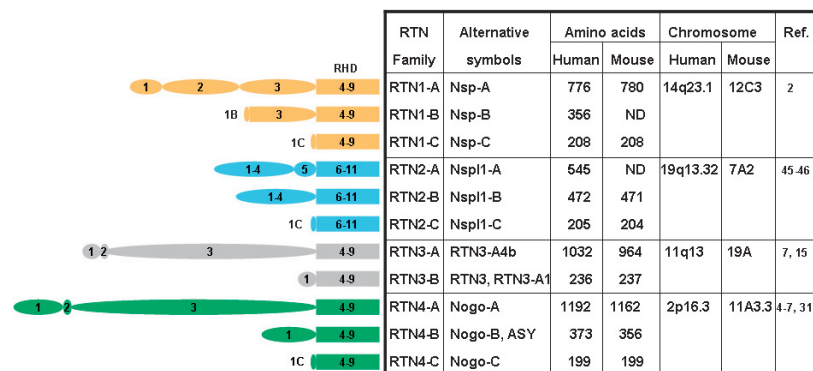 RTN Alternative Amino acids Chromosome Ref.
RHD Family symbols Human Mouse Human Mouse
1 2 3 4-9 RTN1-A Nsp-A 776 780 14q23.1 12C3 2
1B 3 4-9 RTN1-B Nsp-B 356 ND
1C 4-9 RTN1-C Nsp-C 208 208
1-4 5 6-11 RTN2-A Nspl1-A 545 ND 19q13.32 7A2 45-46
1-4 6-11 RTN2-B Nspl1-B 472 471
1C 6-11 RTN2-C Nspl1-C 205 204
1 2 3 4-9 RTN3-A RTN3-A4b 1032 964 11q13 19A 7, 15
1 4-9 RTN3-B RTN3, RTN3-A1 236 237
1 2 3 4-9 RTN4-A Nogo-A 1192 1162 2p16.3 11A3.3 4-7, 31
1 4-9 RTN4-B Nogo-B, ASY 373 356
1C 4-9 RTN4-C Nogo-C 199 199